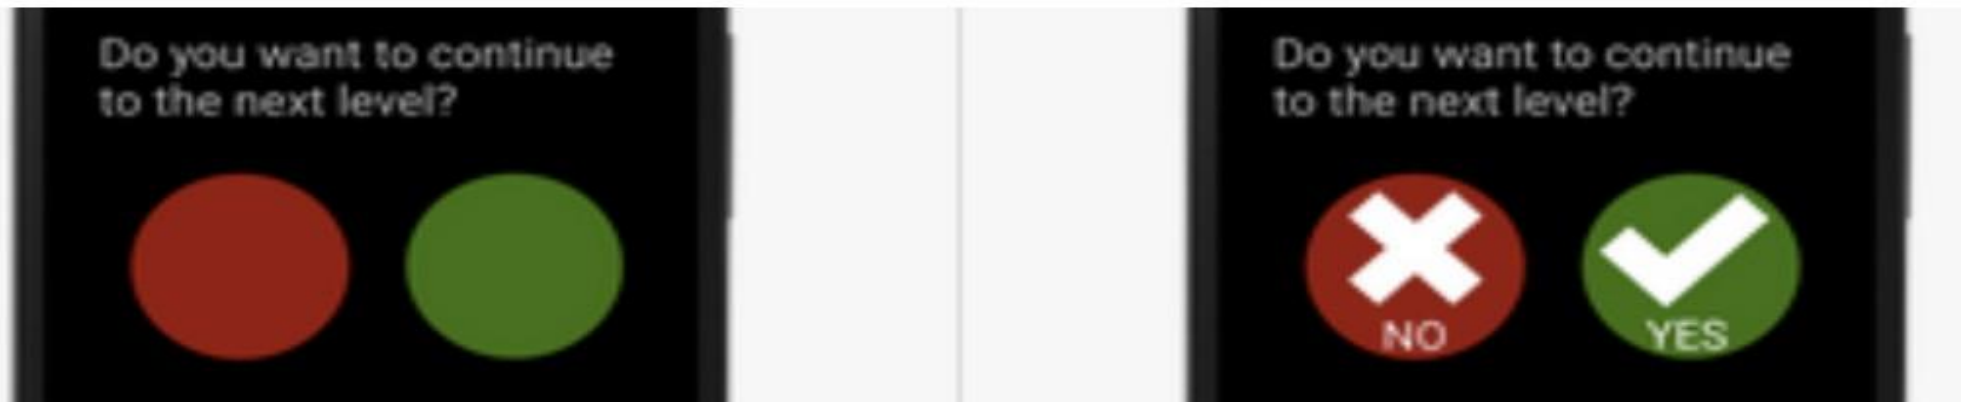 Do you want to continue
to the next level?
Do you want to continue
to the next level?
NO
YES